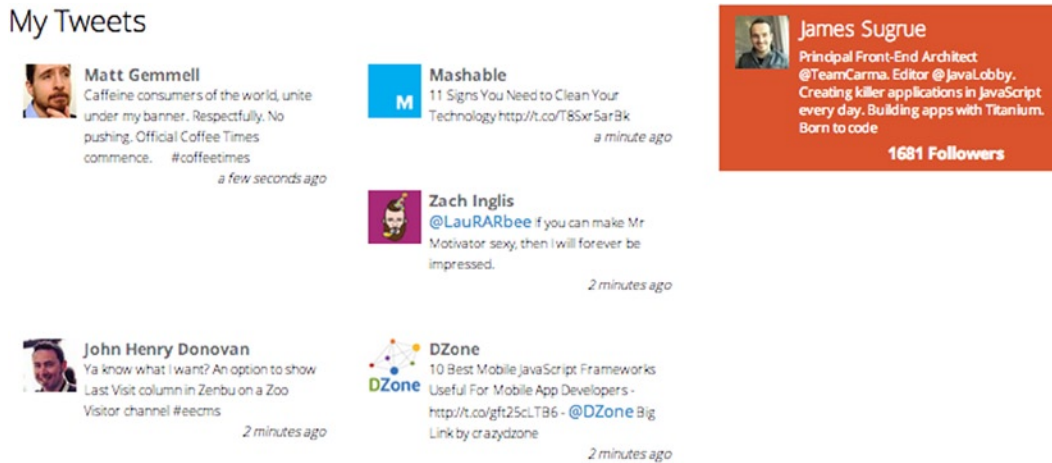 My Tweets
Matt Gemmell
Caffeine consumers of the world, unite
under my banner. Respectfully. No
pushing. Official Coffee Times
commence. #coffeetimes
a few seconds ago
M
Mashable
11 Signs You Need to Clean Your
Technology http://t.co/T8Sxr5arBk
a minute ago
Zach Inglis
@LauRARbee If you can make Mr
Motivator sexy, then I will forever be
impressed.
2 minutes ago
John Henry Donovan
Ya know what I want? An option to show
Last Visit column in Zenbu on a Zoo
Visitor channel #eecms
2 minutes ago
DZone
DZone
10 Best Mobile JavaScript Frameworks
Useful For Mobile App Developers -
http://t.co/gft25cLTB6 - @DZone Big
Link by crazydzone
2 minutes ago
James Sugrue
Principal Front-End Architect
@TeamCarma. Editor @JavaLobby.
Creating killer applications in JavaScript
every day. Building apps with Titanium.
Born to code
1681 Followers